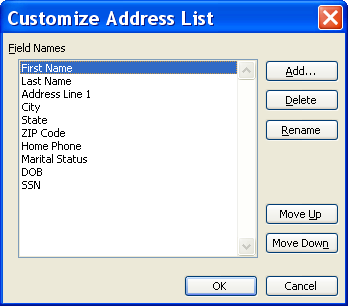 Customize Address List
Field Names
First Name
Last Name
Address Line 1
City
State
ZIP Code
Home Phone
Marital Status
DOB
SSN
Add...
Delete
Rename
Move Up
Move Down
OK
Cancel